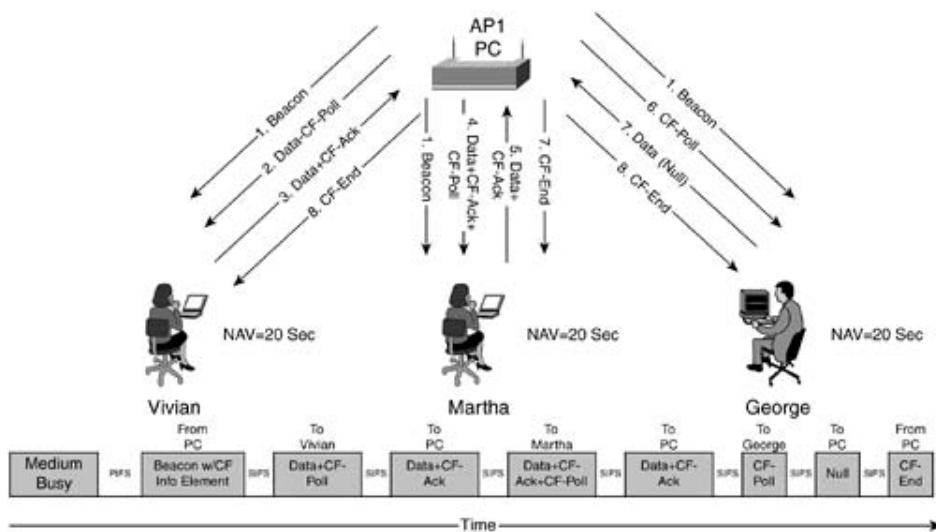 AP1
PC
1. Beacon
2. Data-CF-Poll
3. Data+CF-Ack
8. CF-End
1. Beacon
4. Data+CF-Ack+
CF-Poll
5. Data+
CF-Ack
7. CF-End
1. Beacon
6. CF-Poll
7. Data (Null)
8. CF-End
NAV=20 Sec
NAV=20 Sec
NAV=20 Sec
Vivian
Martha
George
From
PC
To
Vivian
To
PC
To
Martha
To
PC
To
George
To
PC
From
PC
Medium
Busy
PIFS
Beacon w/CF
Info Element
SIFS
Data+CF-
Poll
SIFS
Data+CF-
Ack
SIFS
Data+CF-
Ack+CF-Poll
SIFS
Data+CF-
Ack
SIFS
CF-
Poll
SIFS
Null
SIFS
CF-
End
Time